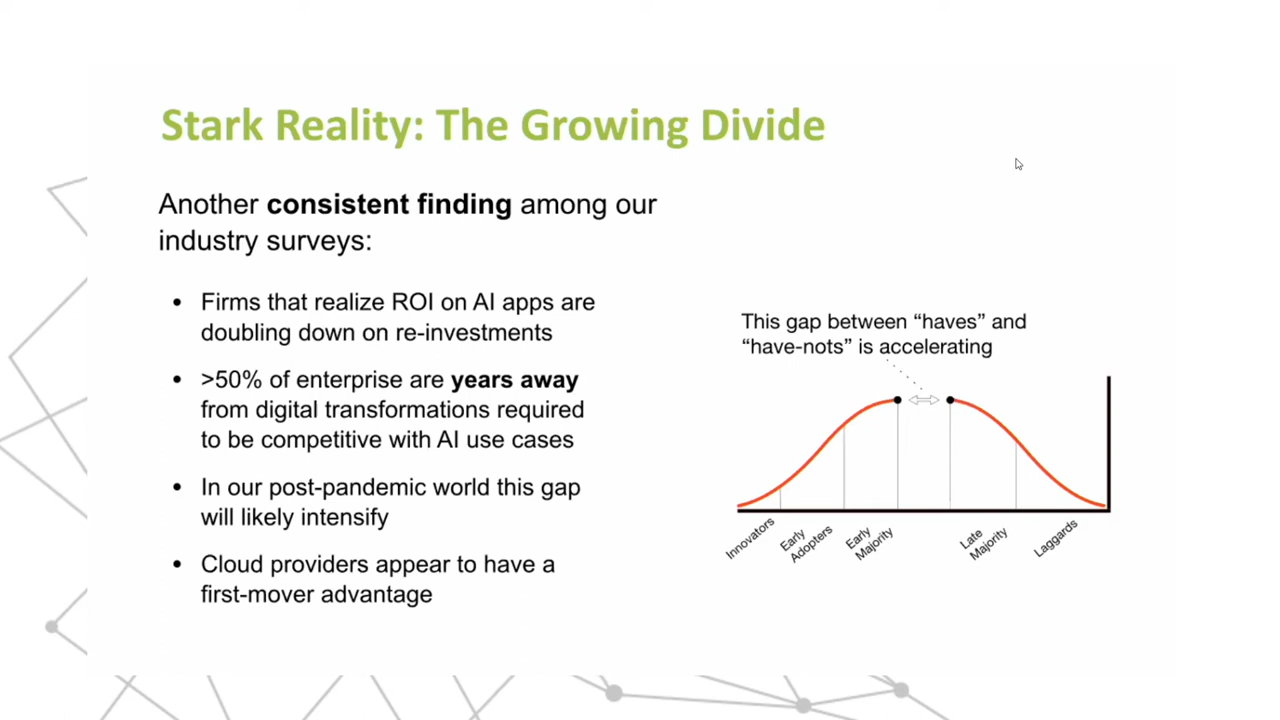 Stark Reality: The Growing Divide
Another consistent finding among our
industry surveys:
• Firms that realize ROI on AI apps are
doubling down on re-investments
• >50% of enterprise are years away
from digital transformations required
to be competitive with AI use cases
• In our post-pandemic world this gap
will likely intensify
• Cloud providers appear to have a
first-mover advantage
This gap between “haves” and
“have-nots” is accelerating
Innovators
Early
Adopters
Early
Majority
Late
Majority
Laggards